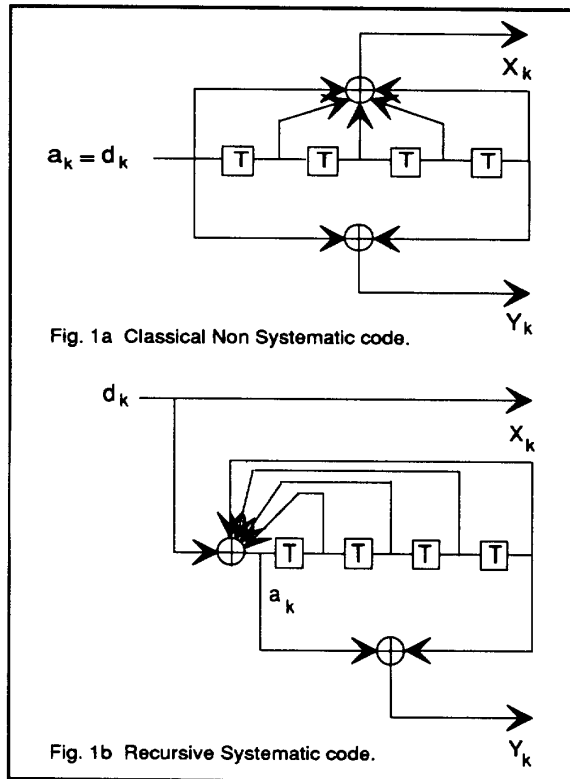 X_k
a_k = d_k
T T T T
Y_k
Fig. 1a Classical Non Systematic code.
d_k
X_k
T T T T
a_k
Y_k
Fig. 1b Recursive Systematic code.